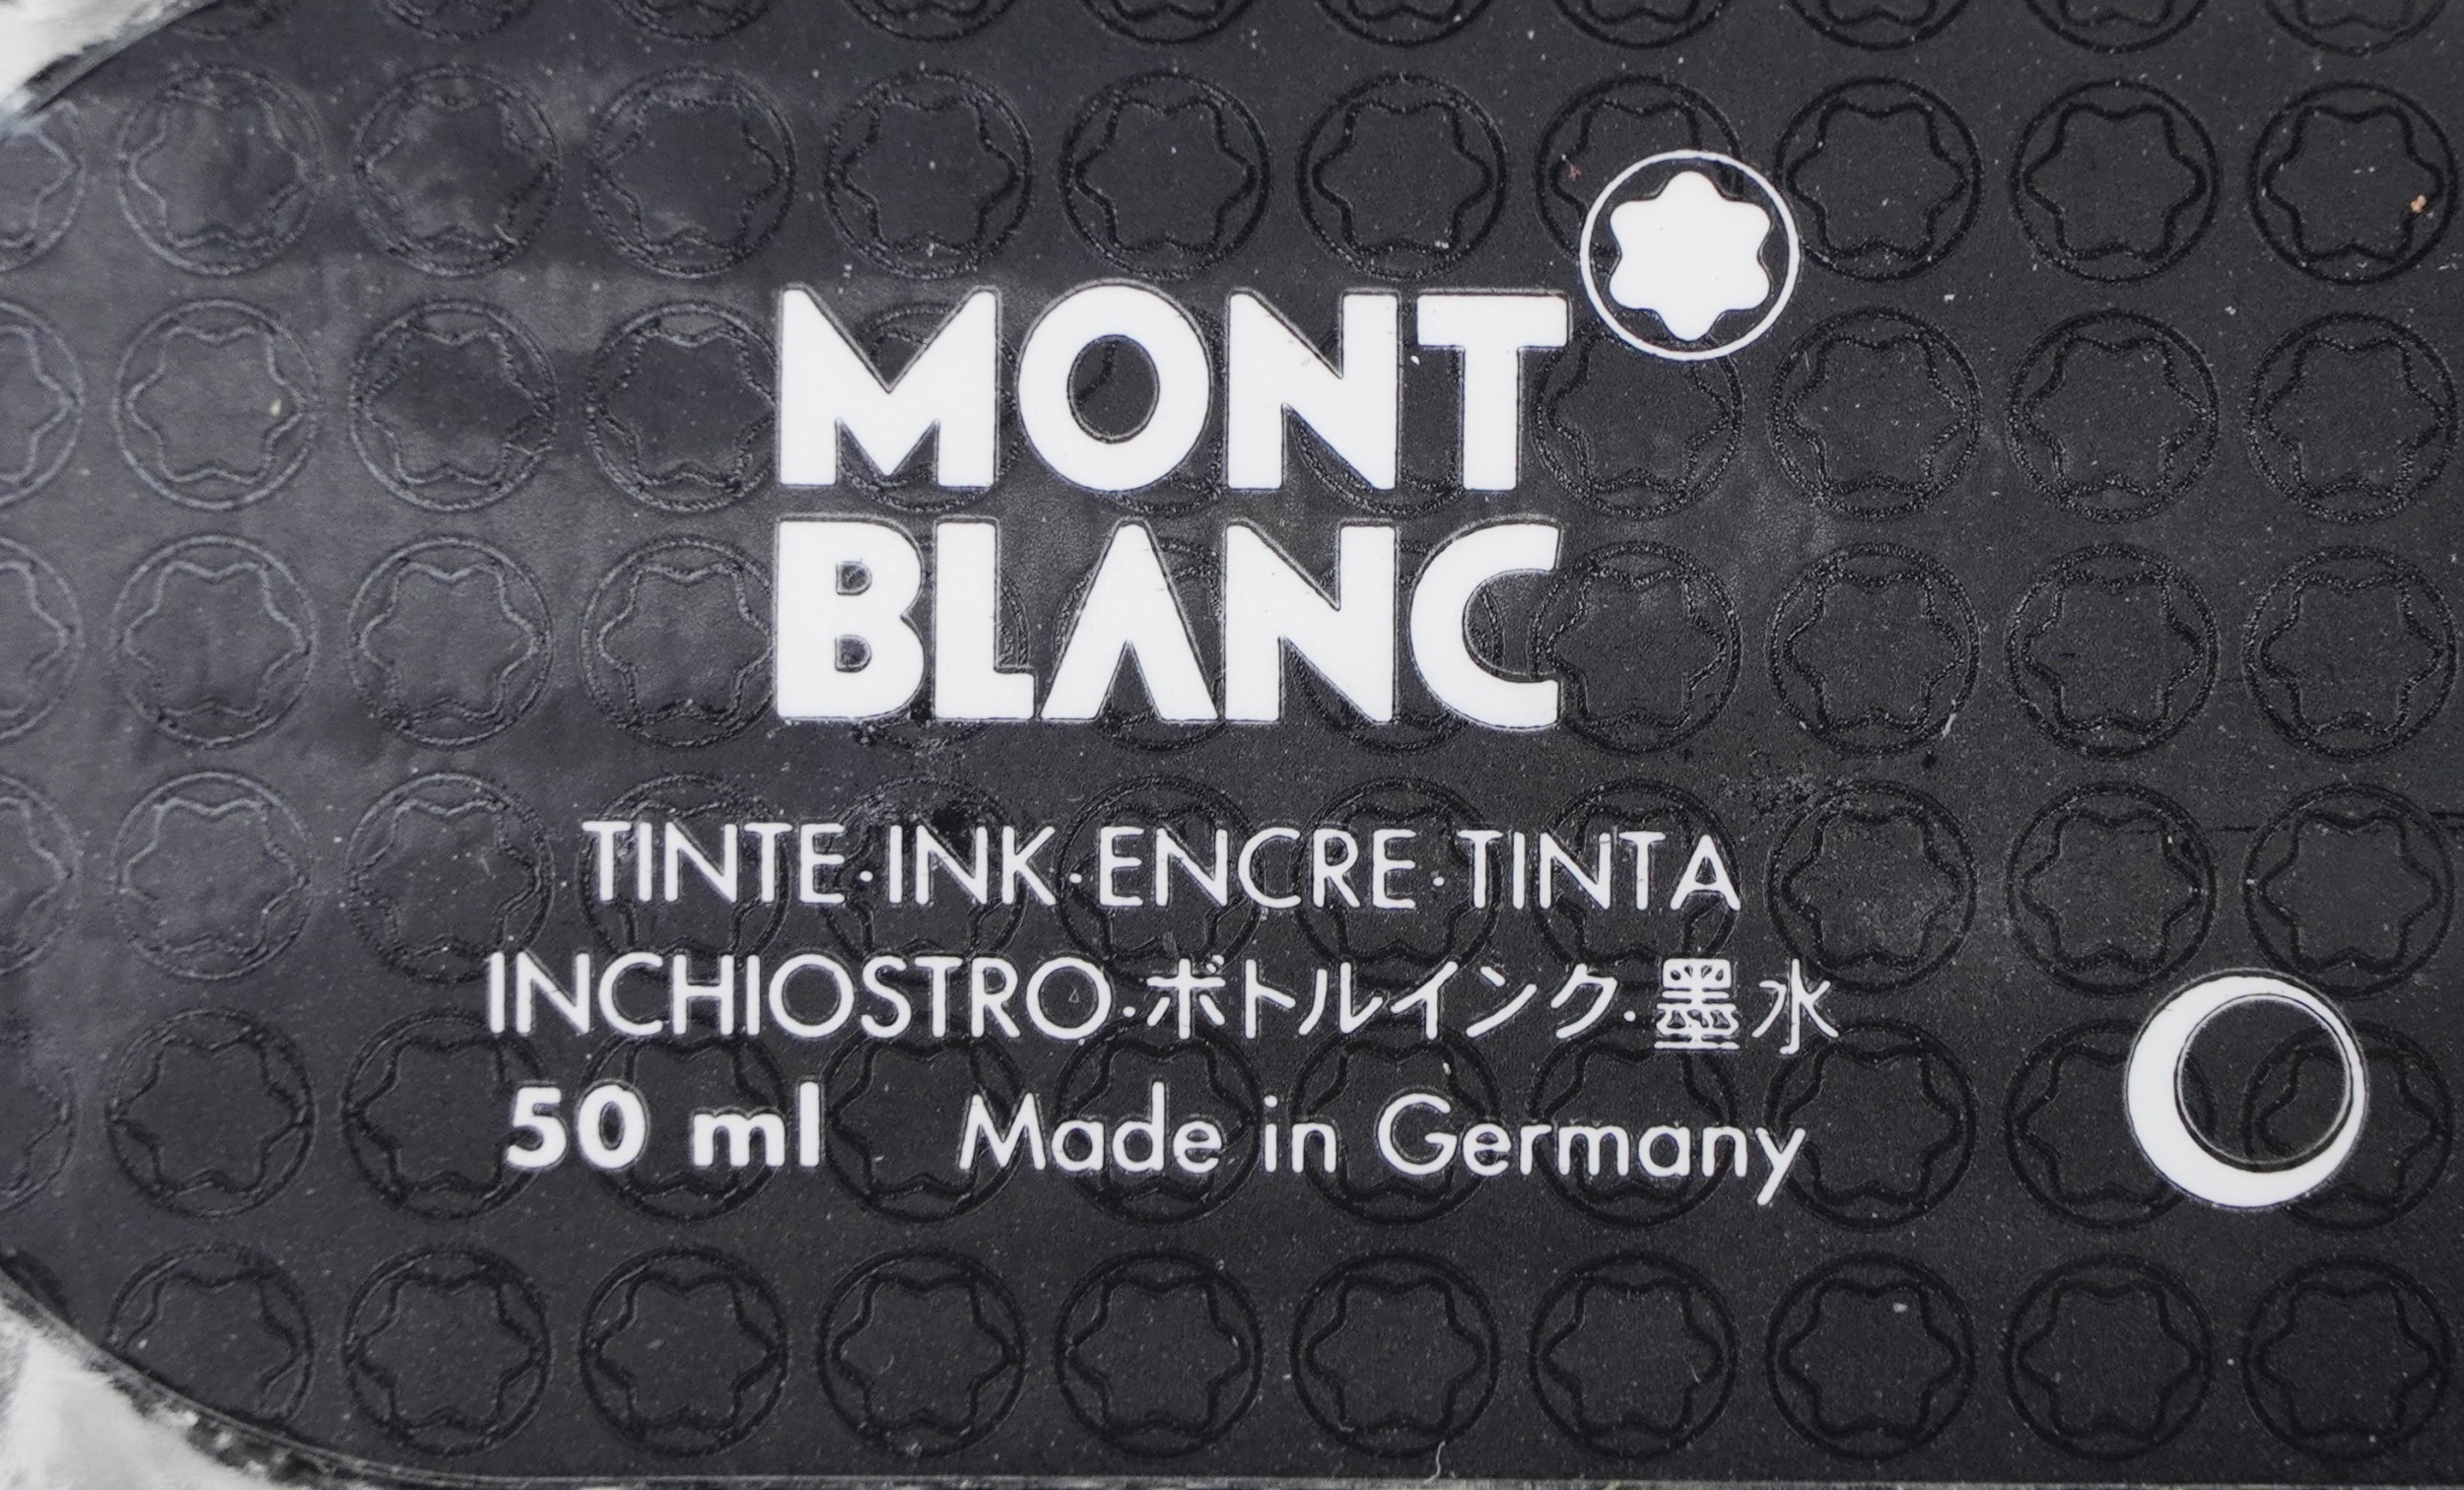 MONT
BLANC
TINTE·INK·ENCRE·TINTA
INCHIOSTRO·ボトルインク·墨水
50 ml Made in Germany